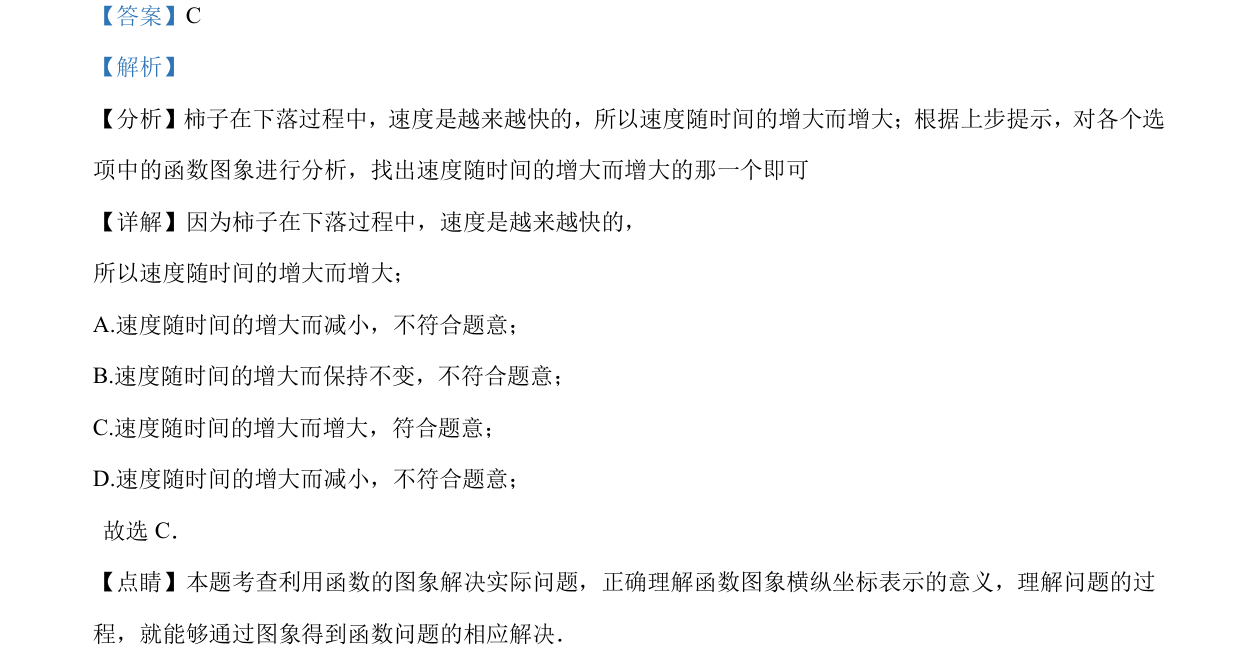 【答案】C
【解析】
【分析】柿子在下落过程中，速度是越来越快的，所以速度随时间的增大而增大；根据上步提示，对各个选
项中的函数图象进行分析，找出速度随时间的增大而增大的那一个即可
【详解】因为柿子在下落过程中，速度是越来越快的，
所以速度随时间的增大而增大；
A.速度随时间的增大而减小，不符合题意；
B.速度随时间的增大而保持不变，不符合题意；
C.速度随时间的增大而增大，符合题意；
D.速度随时间的增大而减小，不符合题意；
故选 C．
【点睛】本题考查利用函数的图象解决实际问题，正确理解函数图象横纵坐标表示的意义，理解问题的过
程，就能够通过图象得到函数问题的相应解决．